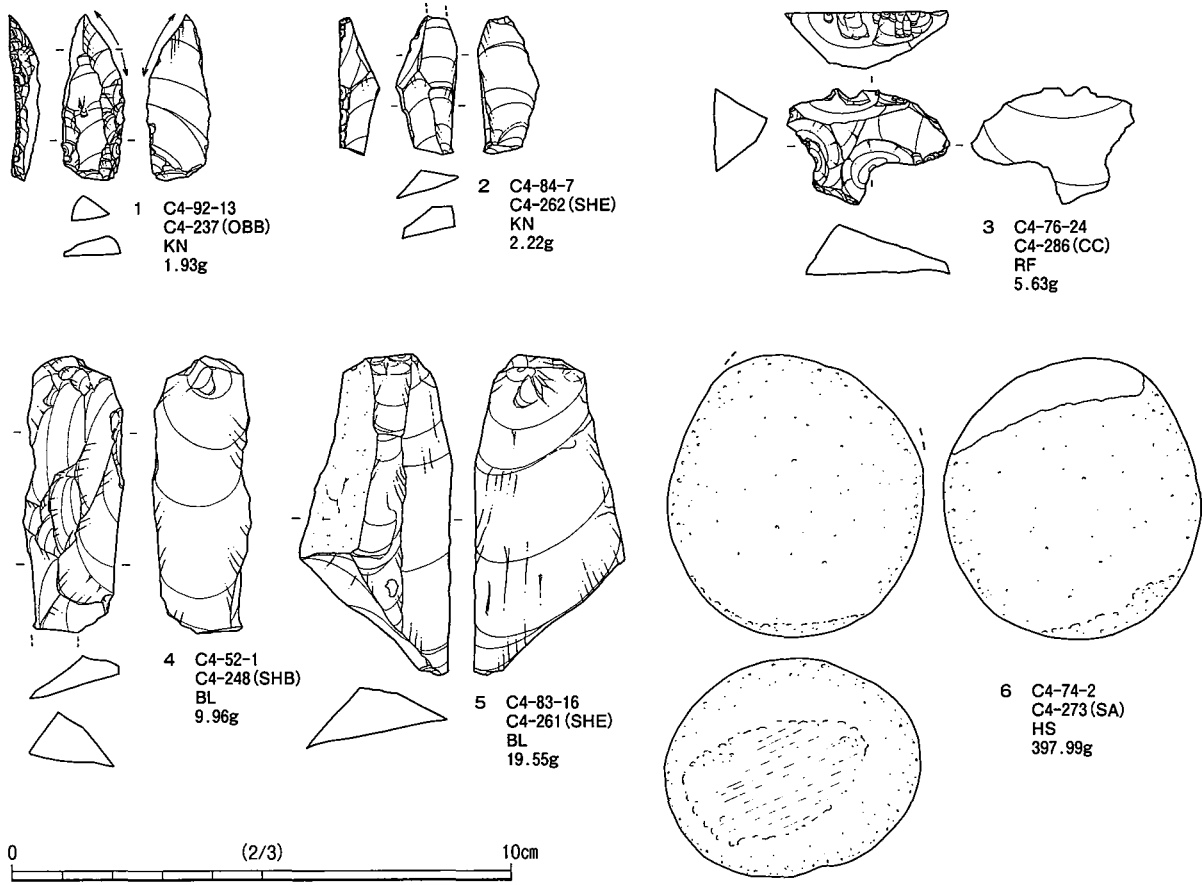 1 C4-92-13
C4-237(OBB)
KN
1.93g
2 C4-84-7
C4-262(SHE)
KN
2.22g
3 C4-76-24
C4-286(CC)
RF
5.63g
4 C4-52-1
C4-248(SHB)
BL
9.96g
5 C4-83-16
C4-261(SHE)
BL
19.55g
6 C4-74-2
C4-273(SA)
HS
397.99g
0 (2/3) 10cm